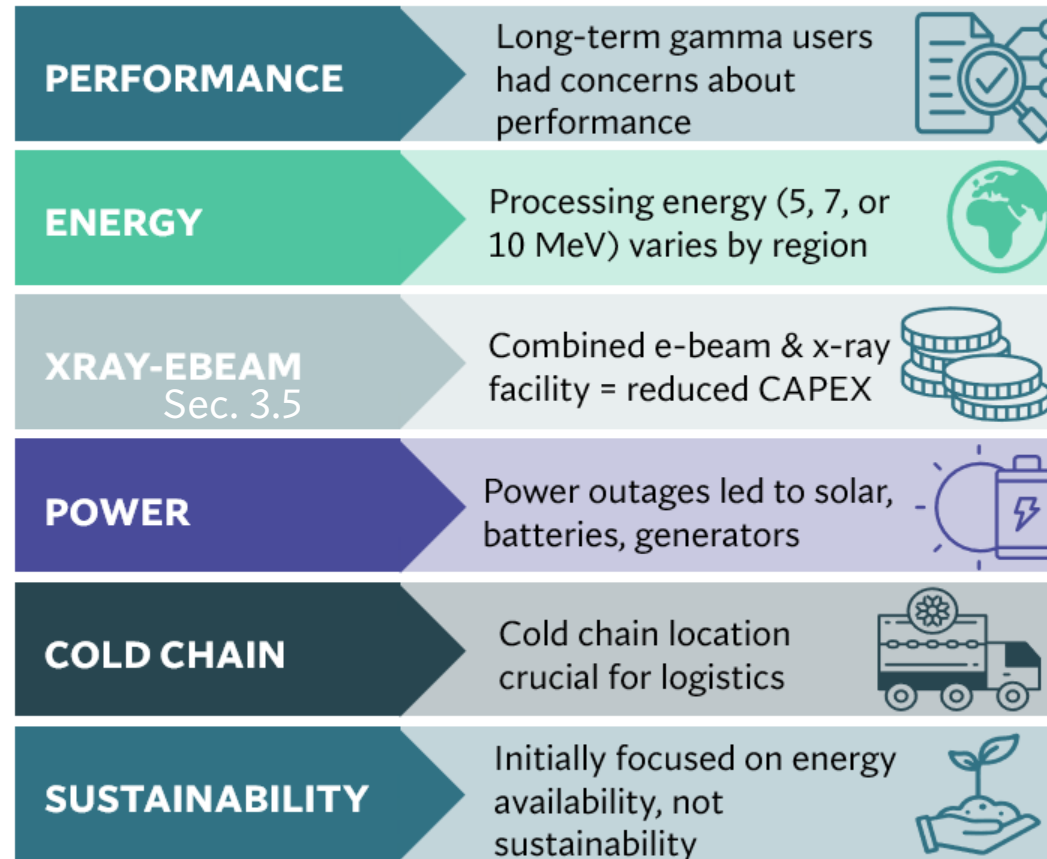 PERFORMANCE
Long-term gamma users
had concerns about
performance
ENERGY
Processing energy (5, 7, or
10 MeV) varies by region
XRAY-EBEAM
Sec. 3.5
Combined e-beam & x-ray
facility = reduced CAPEX
POWER
Power outages led to solar,
batteries, generators
COLD CHAIN
Cold chain location
crucial for logistics
SUSTAINABILITY
Initially focused on energy
availability, not
sustainability